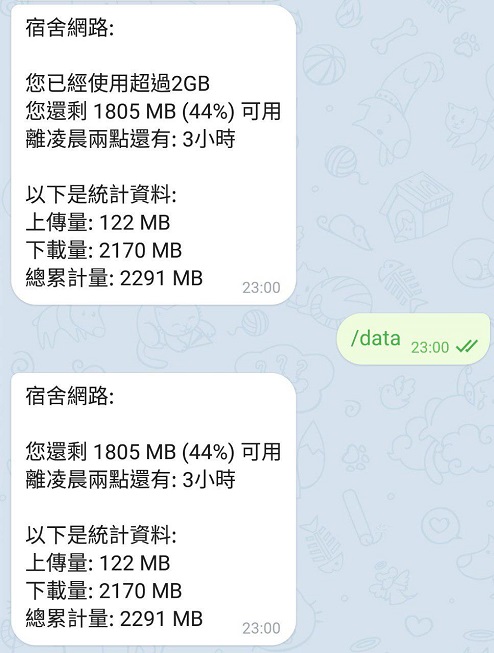 宿舍網路:
您已經使用超過2GB
您還剩 1805 MB (44%) 可用
離凌晨兩點還有: 3小時
以下是統計資料:
上傳量: 122 MB
下載量: 2170 MB
總累計量: 2291 MB
23:00
/data
23:00
宿舍網路:
您還剩 1805 MB (44%) 可用
離凌晨兩點還有: 3小時
以下是統計資料:
上傳量: 122 MB
下載量: 2170 MB
總累計量: 2291 MB
23:00